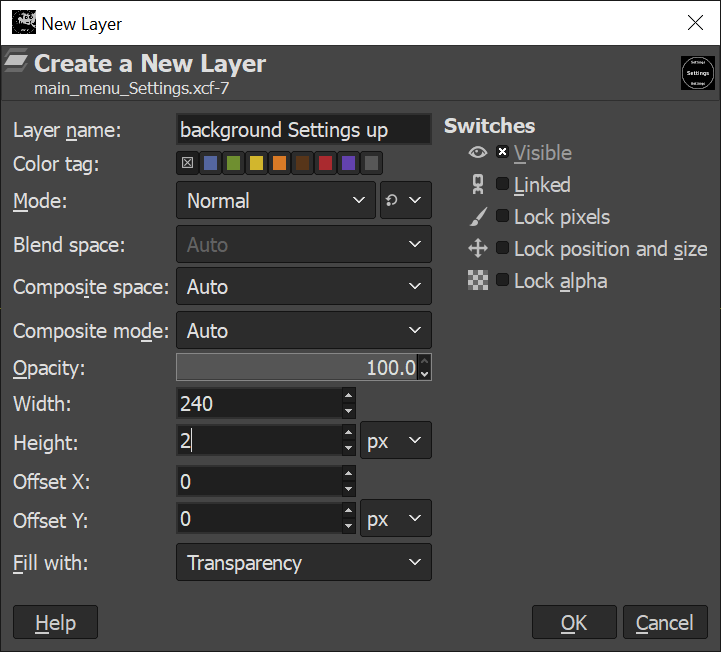 New Layer
Create a New Layer
main_menu_Settings.xcf-7
Settings
Settings
Settings
Layer name: background Settings up
Color tag:
Mode: Normal
Blend space: Auto
Composite space: Auto
Composite mode: Auto
Opacity: 100.0
Width: 240
Height: 2 px
Offset X: 0
Offset Y: 0 px
Fill with: Transparency
Switches
Visible
Linked
Lock pixels
Lock position and size
Lock alpha
Help
OK
Cancel